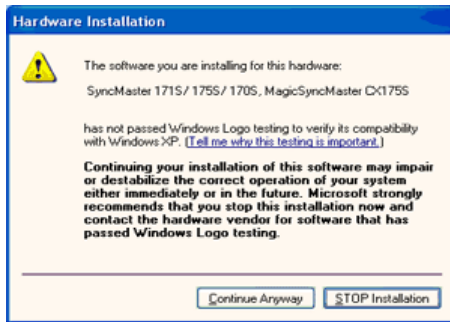 Hardware Installation
The software you are installing for this hardware:
SyncMaster 171S/ 175S/ 170S, MagicSyncMaster CX175S
has not passed Windows Logo testing to verify its compatibility
with Windows XP. (Tell me why this testing is important.)
Continuing your installation of this software may impair
or destabilize the correct operation of your system
either immediately or in the future. Microsoft strongly
recommends that you stop this installation now and
contact the hardware vendor for software that has
passed Windows Logo testing.
Continue Anyway
STOP Installation